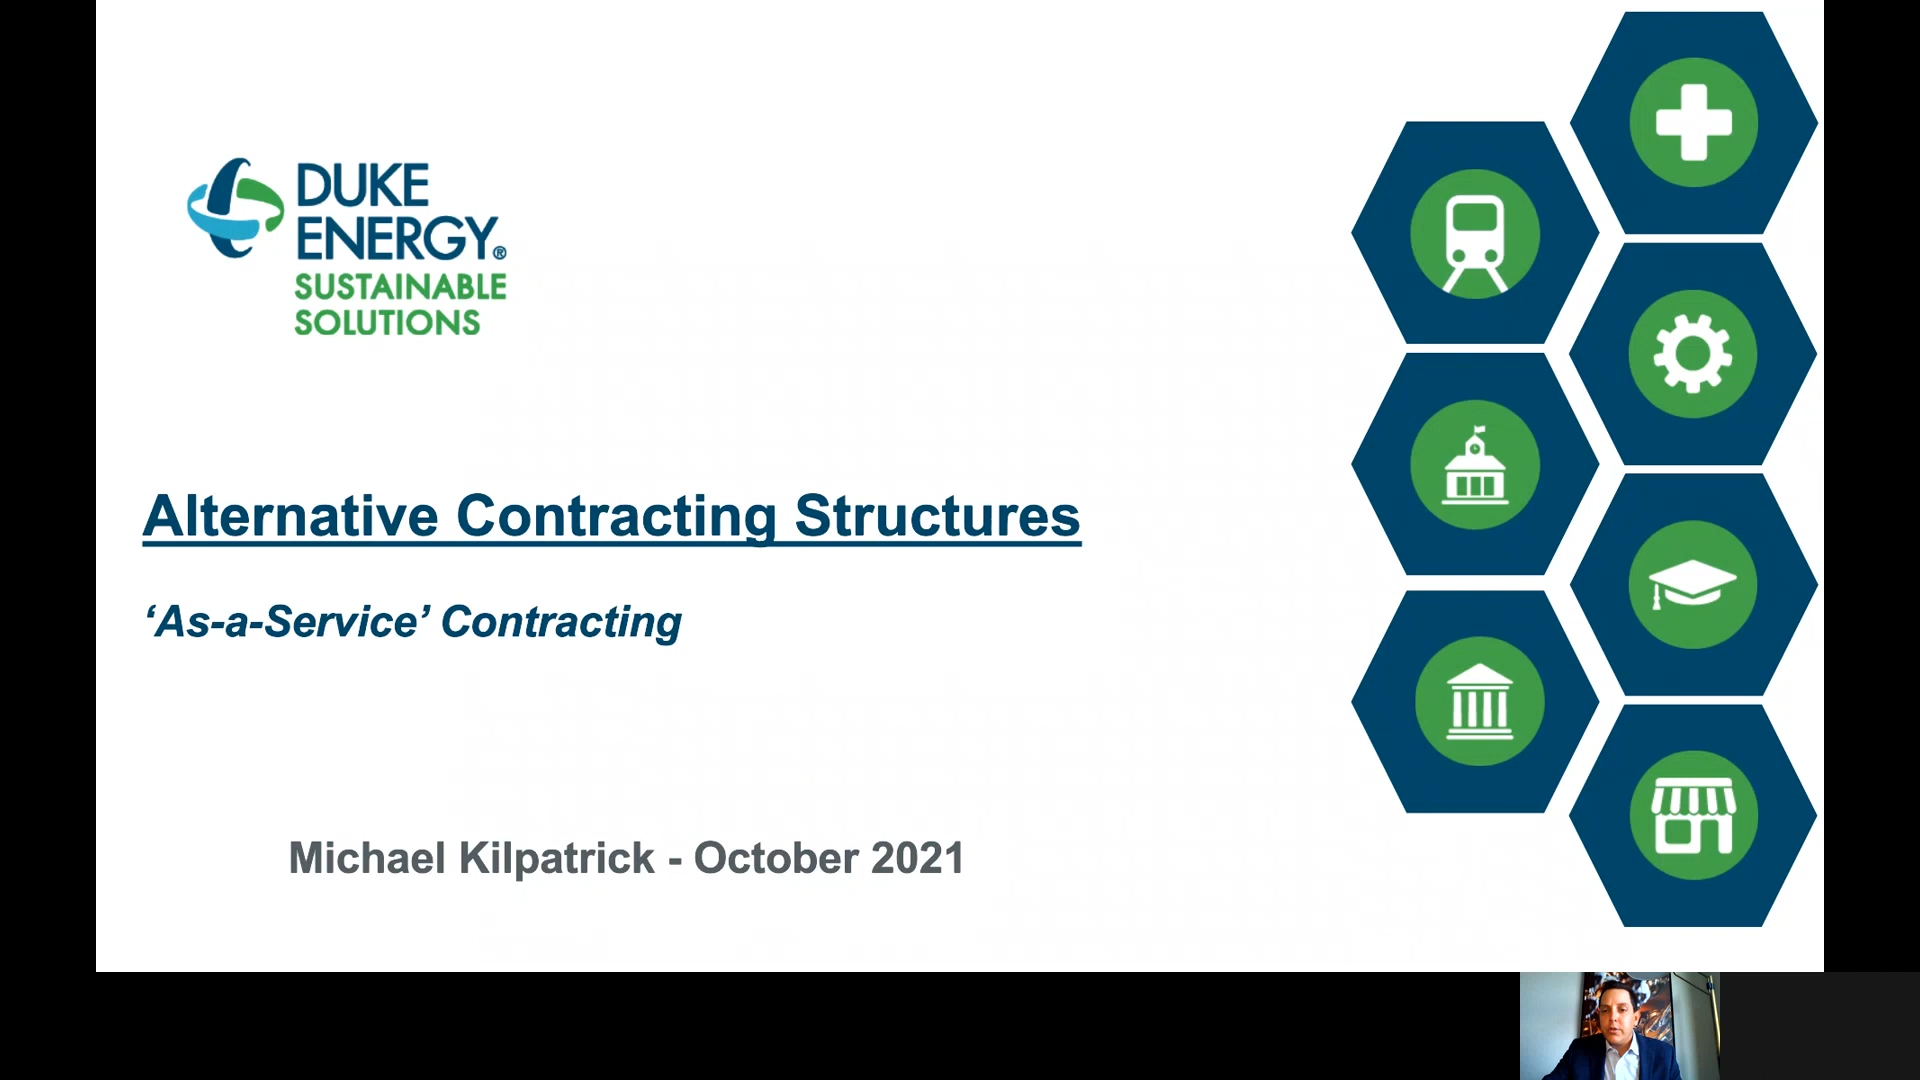 DUKE
ENERGY®
SUSTAINABLE
SOLUTIONS
Alternative Contracting Structures
‘As-a-Service’ Contracting
Michael Kilpatrick - October 2021